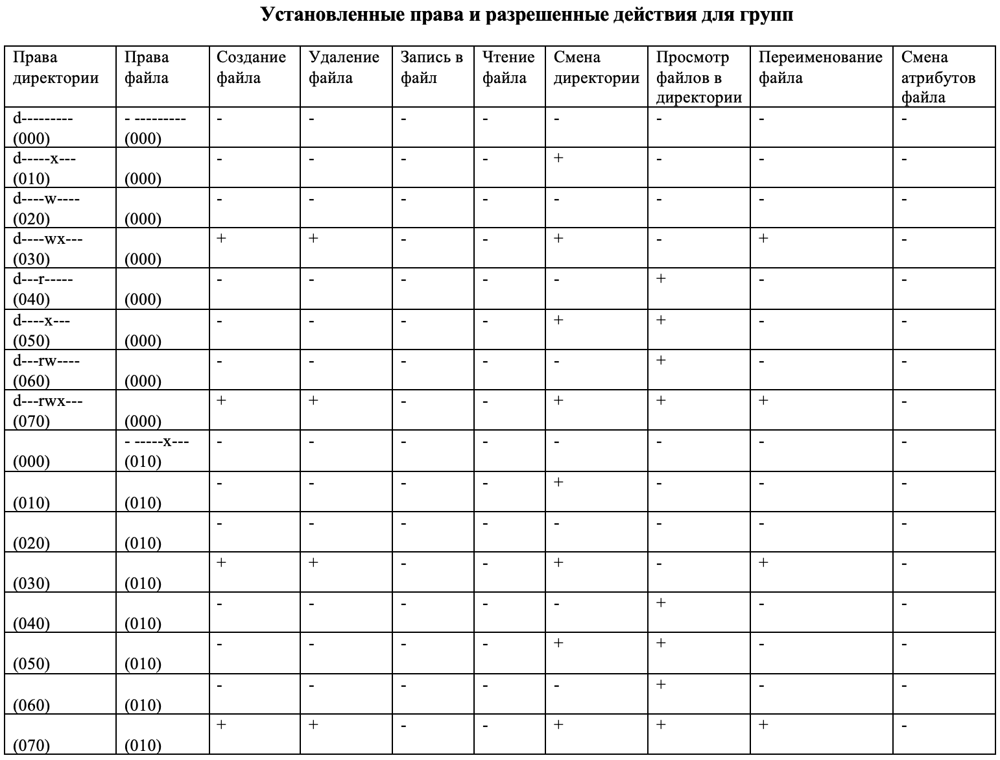 Установленные права и разрешенные действия для групп
Права директории | Права файла | Создание файла | Удаление файла | Запись в файл | Чтение файла | Смена директории | Просмотр файлов в директории | Переименование файла | Смена атрибутов файла
d--------- (000) | - --------- (000) | - | - | - | - | - | - | - | -
d-----x--- (010) | (000) | - | - | - | - | + | - | - | -
d----w---- (020) | (000) | - | - | - | - | - | - | - | -
d----wx--- (030) | (000) | + | + | - | - | + | - | + | -
d---r----- (040) | (000) | - | - | - | - | - | + | - | -
d----x--- (050) | (000) | - | - | - | - | + | + | - | -
d---rw---- (060) | (000) | - | - | - | - | - | + | - | -
d---rwx--- (070) | (000) | + | + | - | - | + | + | + | -
(000) | - -----x--- (010) | - | - | - | - | - | - | - | -
(010) | (010) | - | - | - | - | + | - | - | -
(020) | (010) | - | - | - | - | - | - | - | -
(030) | (010) | + | + | - | - | + | - | + | -
(040) | (010) | - | - | - | - | - | + | - | -
(050) | (010) | - | - | - | - | + | + | - | -
(060) | (010) | - | - | - | - | - | + | - | -
(070) | (010) | + | + | - | - | + | + | + | -